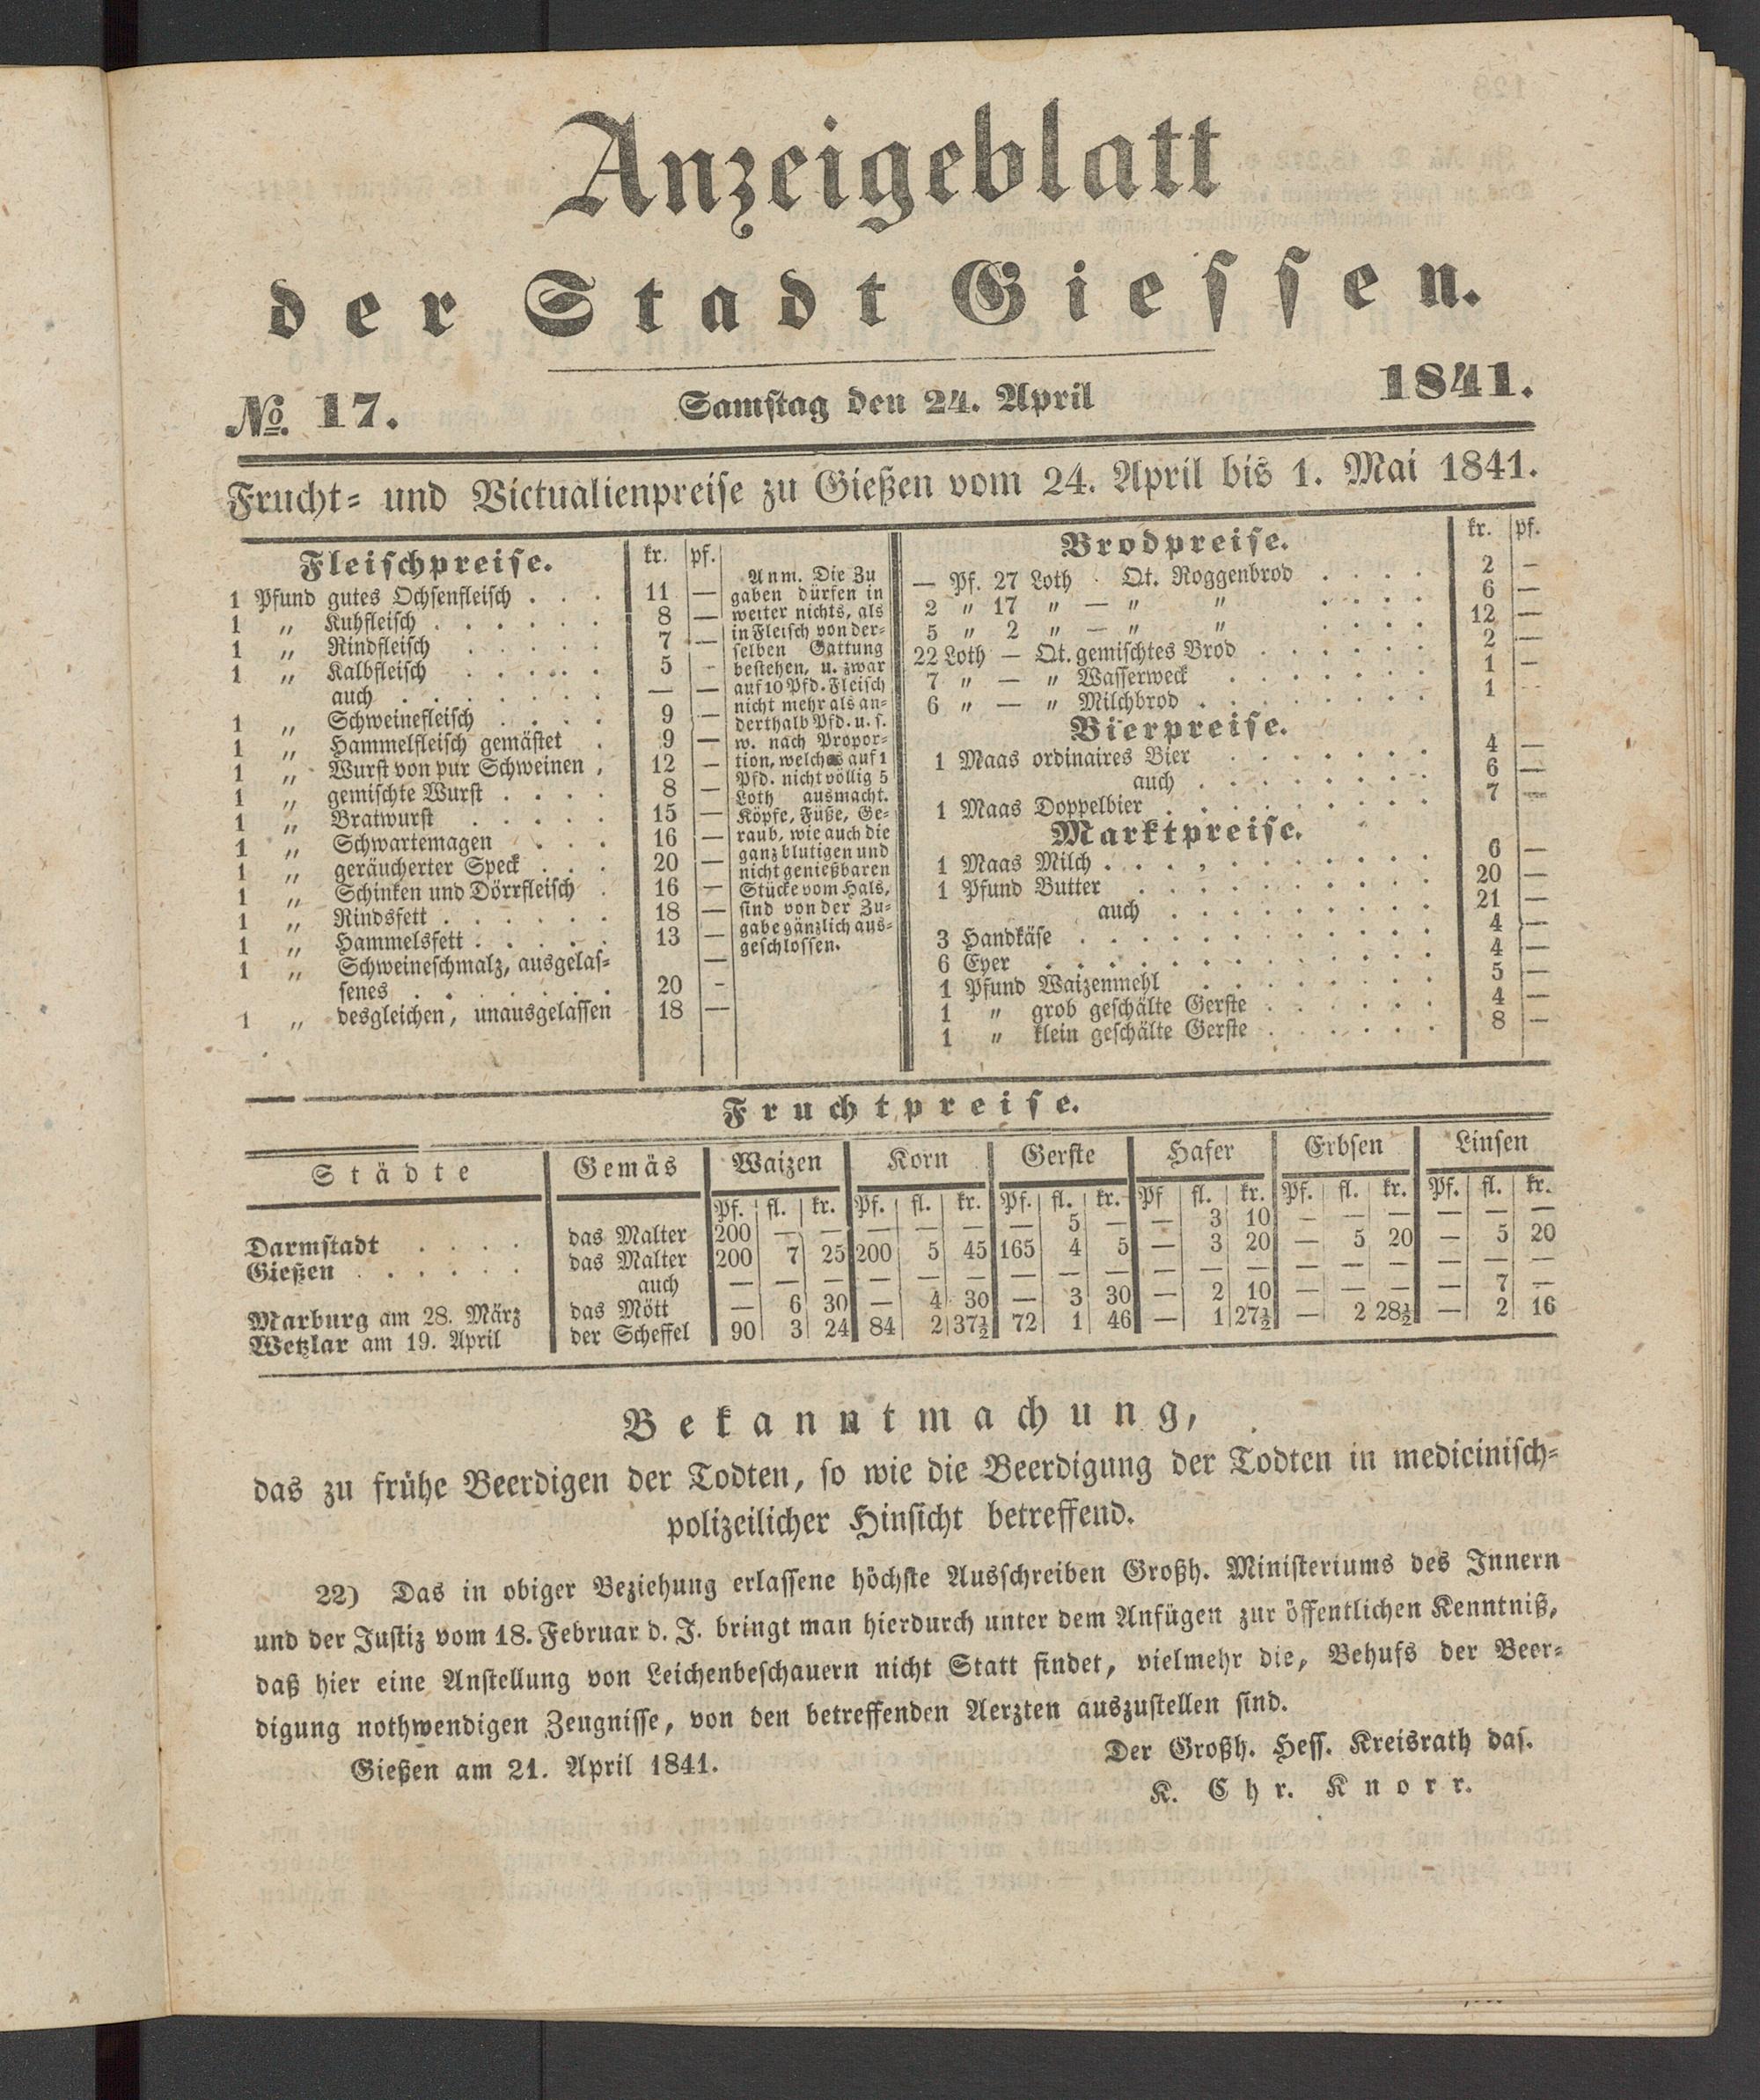 Anzeigeblatt
der Stadt Giessen.
No. 17. Samstag den 24. April 1841.
Frucht- und Victualienpreise zu Gießen vom 24. April bis 1. Mai 1841.
Fleischpreise. kr. pf.
1 Pfund gutes Ochsenfleisch . . . 11 —
1 „ Kuhfleisch . . . . . . 8 —
1 „ Rindfleisch . . . . . 7 —
1 „ Kalbfleisch . . . . . 5 -
auch . . . . . . . — —
1 „ Schweinefleisch . . . . 9 —
1 „ Hammelfleisch gemästet . 9 —
1 „ Wurst von pur Schweinen . 12 —
1 „ gemischte Wurst . . . . 8 —
1 „ Bratwurst . . . . . 15 —
1 „ Schwartemagen . . . 16 —
1 „ geräucherter Speck . . . 20 —
1 „ Schinken und Dörrfleisch . 16 —
1 „ Rindsfett . . . . . . 18 —
1 „ Hammelsfett . . . . . 13 —
1 „ Schweineschmalz, ausgelas- —
senes . . . . . . . 20 -
1 „ desgleichen, unausgelassen 18 —
Anm. Die Zu
gaben dürfen in
weiter nichts, als
in Fleisch von der-
selben Gattung
bestehen, u. zwar
auf 10 Pfd. Fleisch
nicht mehr als an-
derthalb Pfd. u. s.
w. nach Propor-
tion, welches auf 1
Pfd. nicht völlig 5
Loth ausmacht.
Köpfe, Füße, Ge-
raub, wie auch die
ganz blutigen und
nicht genießbaren
Stücke vom Hals,
sind von der Zu-
gabe gänzlich aus-
geschlossen.
Brodpreise. kr. pf.
— Pf. 27 Loth . Qt. Roggenbrod . . . . 2 —
2 „ 17 „ — „ „ . . . . 6 —
5 „ 2 „ — „ „ . . . . 12 —
22 Loth — Qt. gemischtes Brod . . . . . . 2 —
7 „ — „ Wasserweck . . . . . . . 1 —
6 „ — „ Milchbrod . . . . . . . . 1 -
Bierpreise.
1 Maas ordinaires Bier . . . . . . . 4 —
auch . . . . . . . . 6 —
1 Maas Doppelbier . . . . . . . . . 7 —
Marktpreise.
1 Maas Milch . . . , . . . . . . . . 6 —
1 Pfund Butter . . . . . . . . . . 20 —
auch . . . . . . . . . 21 —
3 Handkäse . . . . . . . . . . . . 4 —
6 Eyer . . . . . . . . . . . . . 4 —
1 Pfund Waizenmehl . . . . . . . . 5 —
1 „ grob geschälte Gerste . . . . . . 4 —
1 „ klein geschälte Gerste . . . . . . 8 —
Fruchtpreise.
Städte Gemäs Waizen Korn Gerste Hafer Erbsen Linsen
Pf. fl. kr. Pf. fl. kr. Pf. fl. kr. Pf fl. kr. Pf. fl. kr. Pf. fl. kr.
Darmstadt . . . . das Malter 200 — — — — — — 5 — — 3 10 — — — — — —
Gießen . . . . . . das Malter 200 7 25 200 5 45 165 4 5 — 3 20 — 5 20 — 5 20
auch — — — — — — — — — — — — — — — — — —
Marburg am 28. März das Mött — 6 30 — 4 30 — 3 30 — 2 10 — — — — 7 —
Wetzlar am 19. April der Scheffel 90 3 24 84 2 37½ 72 1 46 — 1 27½ — 2 28½ — 2 16
Bekanntmachung,
das zu frühe Beerdigen der Todten, so wie die Beerdigung der Todten in medicinisch-
polizeilicher Hinsicht betreffend.
22) Das in obiger Beziehung erlassene höchste Ausschreiben Großh. Ministeriums des Innern
und der Justiz vom 18. Februar d. J. bringt man hierdurch unter dem Anfügen zur öffentlichen Kenntniß,
daß hier eine Anstellung von Leichenbeschauern nicht Statt findet, vielmehr die, Behufs der Beer-
digung nothwendigen Zeugnisse, von den betreffenden Aerzten auszustellen sind.
Gießen am 21. April 1841. Der Großh. Hess. Kreisrath das.
K. Chr. Knorr.